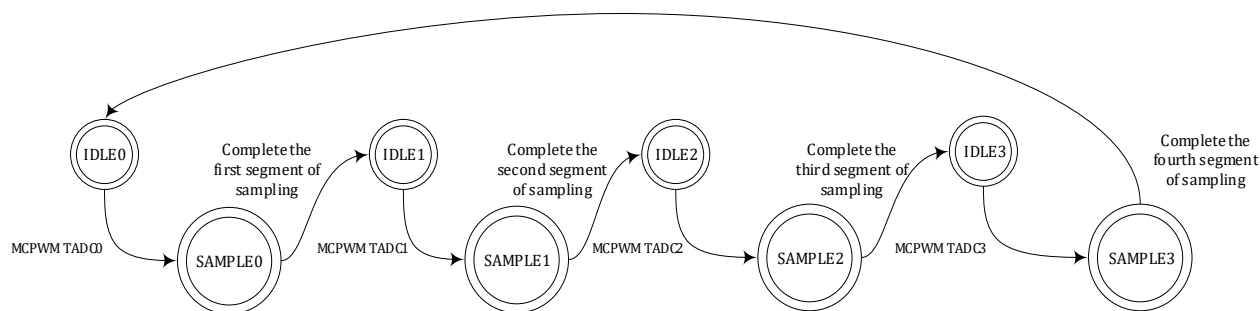 IDLE0
Complete the
first segment of
sampling
IDLE1
Complete the
second segment
of sampling
IDLE2
Complete the
third segment of
sampling
IDLE3
Complete the
fourth segment
of sampling
MCPWM TADC0
SAMPLE0
MCPWM TADC1
SAMPLE1
MCPWM TADC2
SAMPLE2
MCPWM TADC3
SAMPLE3